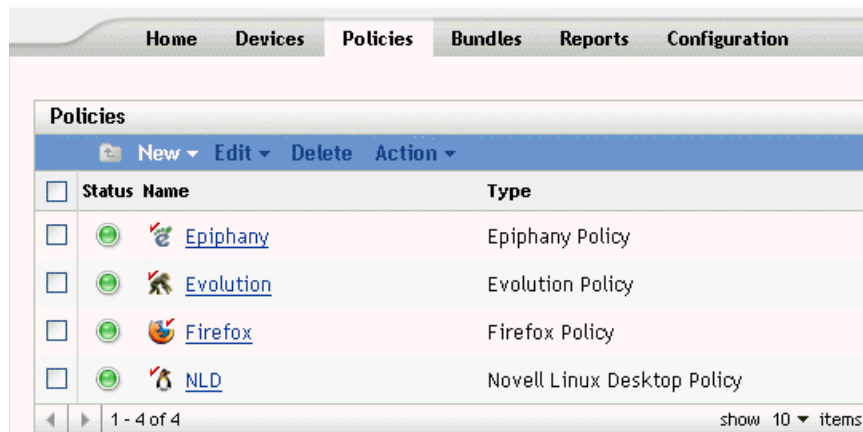 Home Devices Policies Bundles Reports Configuration
Policies
New Edit Delete Action
Status Name Type
Epiphany Epiphany Policy
Evolution Evolution Policy
Firefox Firefox Policy
NLD Novell Linux Desktop Policy
1 - 4 of 4 show 10 items